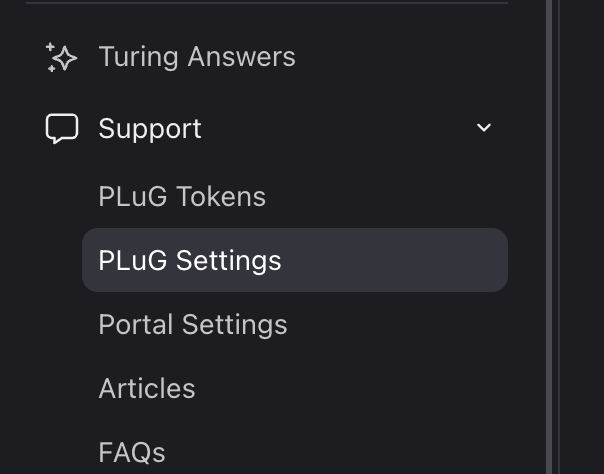 Turing Answers
Support
PLuG Tokens
PLuG Settings
Portal Settings
Articles
FAQs